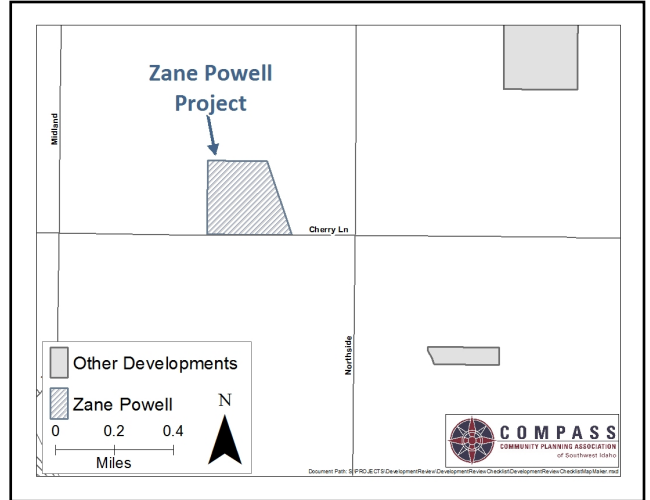 Zane Powell
Project
Midland
Cherry Ln
Northside
Other Developments
Zane Powell
0 0.2 0.4
Miles
N
COMPASS
COMMUNITY PLANNING ASSOCIATION
of Southwest Idaho